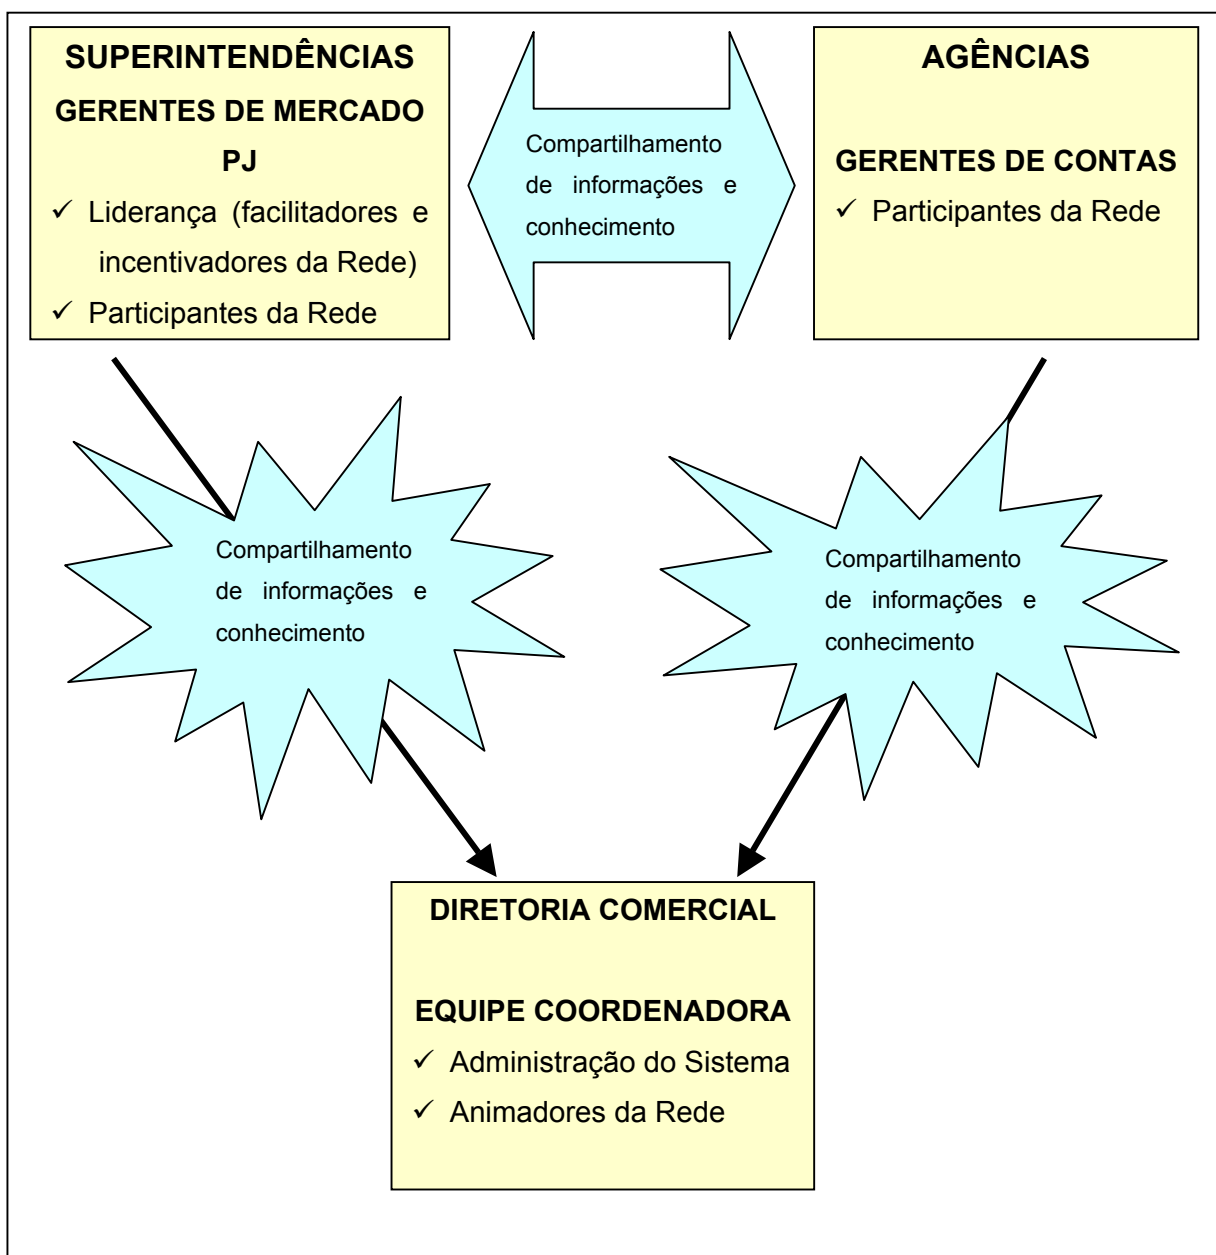 SUPERINTENDÊNCIAS
GERENTES DE MERCADO
PJ
✓ Liderança (facilitadores e
incentivadores da Rede)
✓ Participantes da Rede
Compartilhamento
de informações e
conhecimento
AGÊNCIAS
GERENTES DE CONTAS
✓ Participantes da Rede
Compartilhamento
de informações e
conhecimento
Compartilhamento
de informações e
conhecimento
DIRETORIA COMERCIAL
EQUIPE COORDENADORA
✓ Administração do Sistema
✓ Animadores da Rede